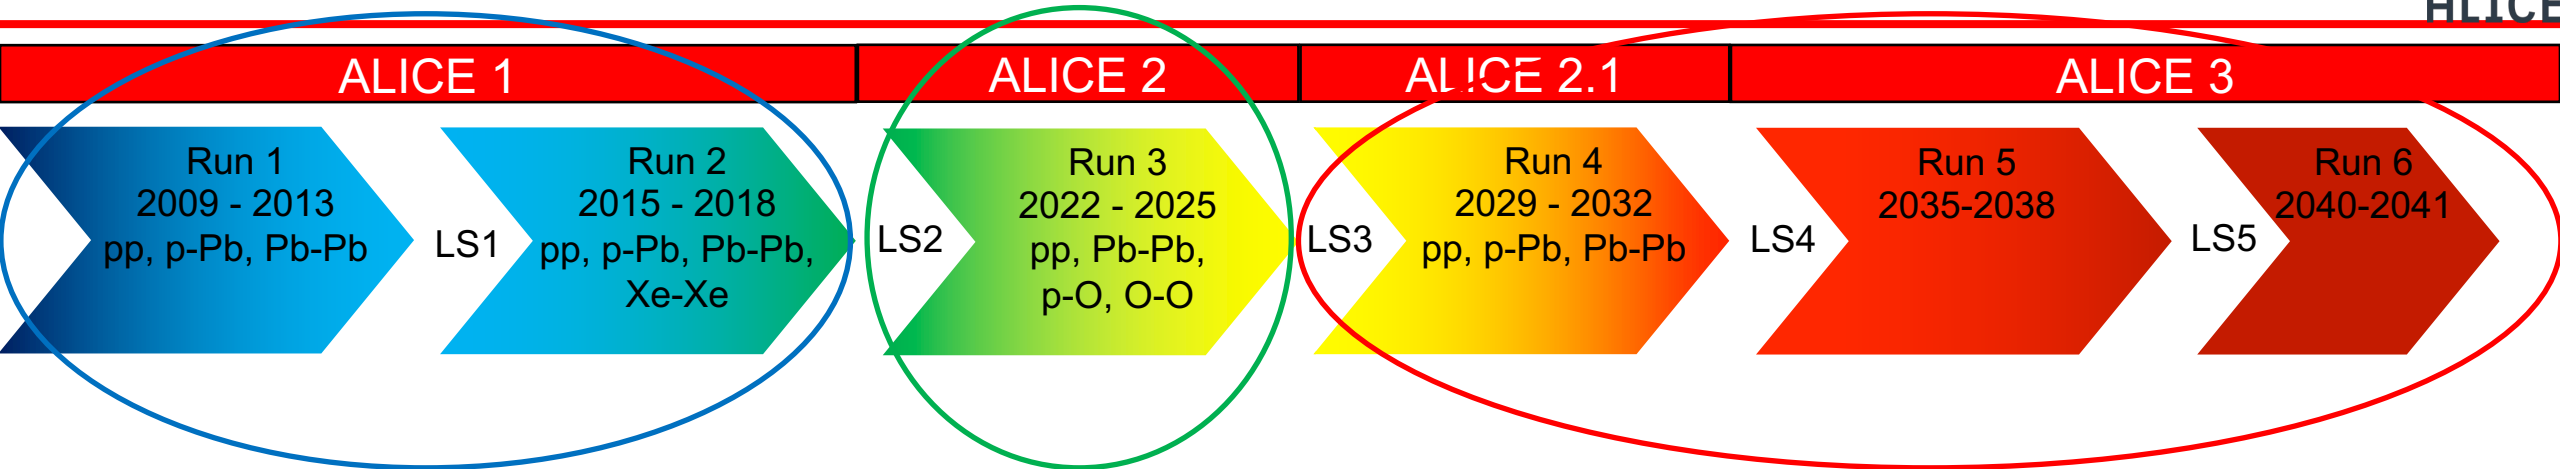 ALICE
ALICE 1
ALICE 2
ALICE 2.1
ALICE 3
Run 1
2009 - 2013
pp, p-Pb, Pb-Pb
LS1
Run 2
2015 - 2018
pp, p-Pb, Pb-Pb,
Xe-Xe
LS2
Run 3
2022 - 2025
pp, Pb-Pb,
p-O, O-O
LS3
Run 4
2029 - 2032
pp, p-Pb, Pb-Pb
LS4
Run 5
2035-2038
LS5
Run 6
2040-2041